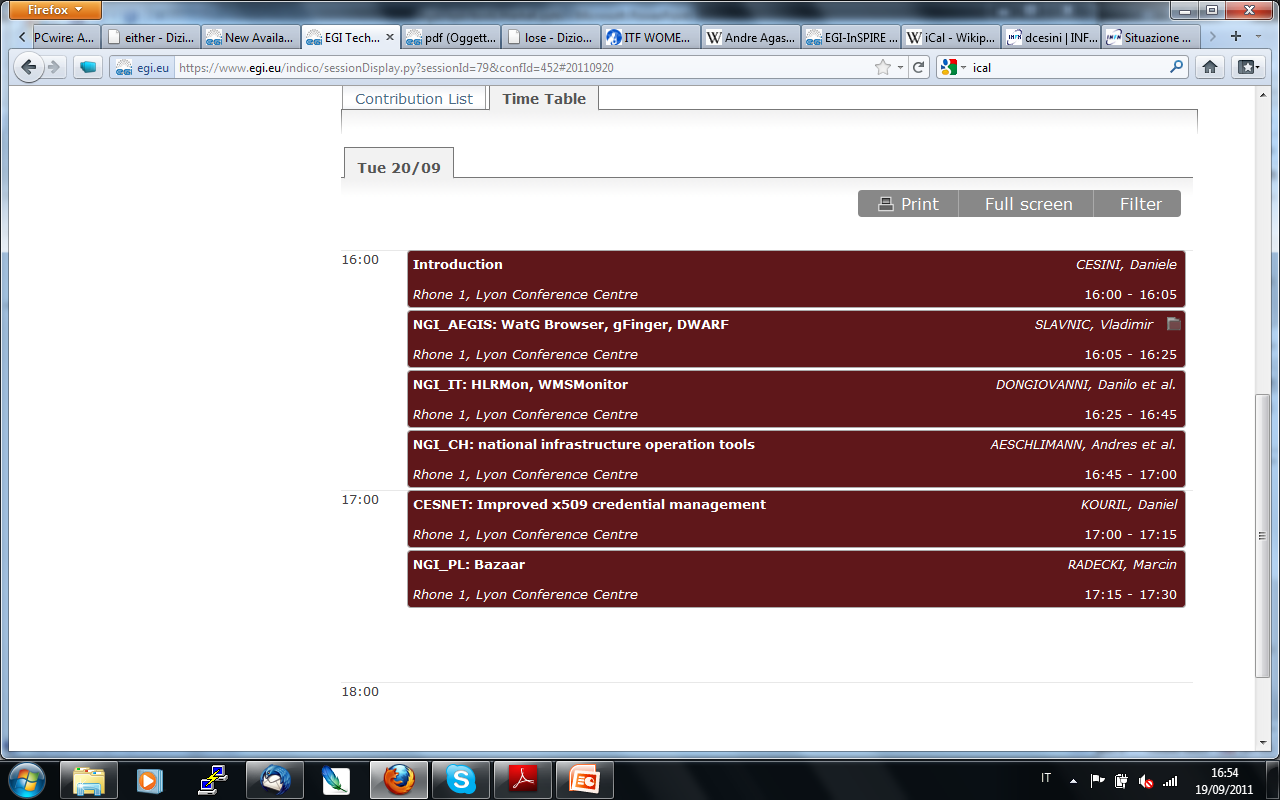 Firefox
PCwire: A...
either - Dizi...
New Availa...
EGI Tech...
pdf (Oggett...
lose - Dizio...
ITF WOME...
Andre Agas...
EGI-InSPIRE ...
iCal - Wikip...
dcesini | INF...
Situazione ...
egi.eu
https://www.egi.eu/indico/sessionDisplay.py?sessionId=79&confId=452#20110920
ical
Contribution List
Time Table
Tue 20/09
Print
Full screen
Filter
16:00
Introduction
CESINI, Daniele
Rhone 1, Lyon Conference Centre
16:00 - 16:05
NGI_AEGIS: WatG Browser, gFinger, DWARF
SLAVNIC, Vladimir
Rhone 1, Lyon Conference Centre
16:05 - 16:25
NGI_IT: HLRMon, WMSMonitor
DONGIOVANNI, Danilo et al.
Rhone 1, Lyon Conference Centre
16:25 - 16:45
NGI_CH: national infrastructure operation tools
AESCHLIMANN, Andres et al.
Rhone 1, Lyon Conference Centre
16:45 - 17:00
17:00
CESNET: Improved x509 credential management
KOURIL, Daniel
Rhone 1, Lyon Conference Centre
17:00 - 17:15
NGI_PL: Bazaar
RADECKI, Marcin
Rhone 1, Lyon Conference Centre
17:15 - 17:30
18:00
IT
16:54
19/09/2011